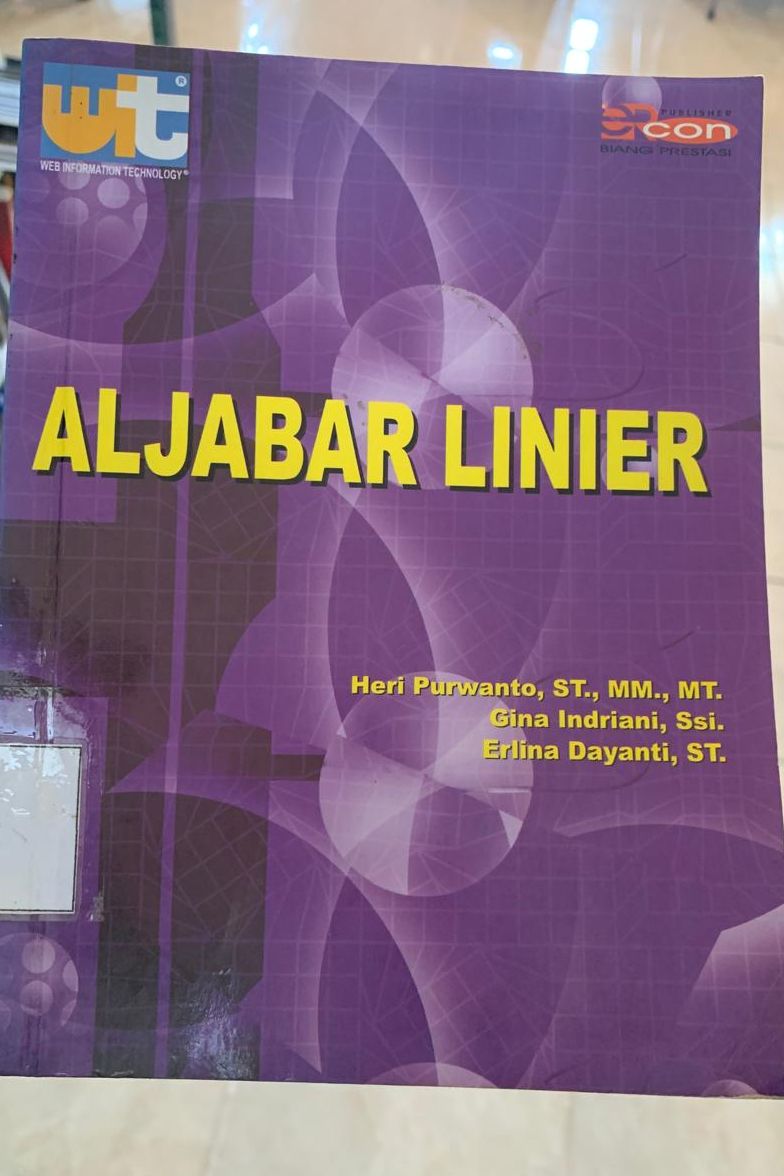 wit ®
WEB INFORMATION TECHNOLOGY®
PUBLISHER
con
BIANG PRESTASI
ALJABAR LINIER
Heri Purwanto, ST., MM., MT.
Gina Indriani, Ssi.
Erlina Dayanti, ST.